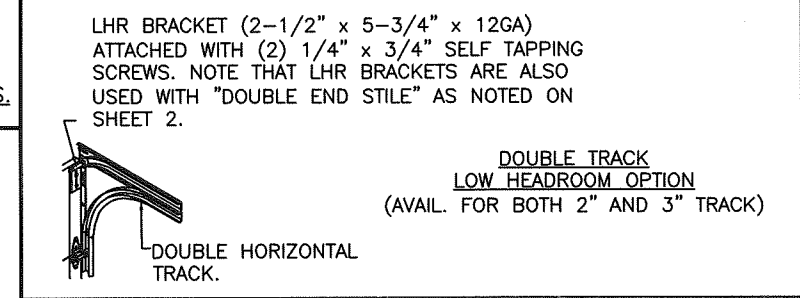 LHR BRACKET (2-1/2" x 5-3/4" x 12GA)
ATTACHED WITH (2) 1/4" x 3/4" SELF TAPPING
SCREWS. NOTE THAT LHR BRACKETS ARE ALSO
USED WITH "DOUBLE END STILE" AS NOTED ON
SHEET 2.
S.
DOUBLE TRACK
LOW HEADROOM OPTION
(AVAIL. FOR BOTH 2" AND 3" TRACK)
DOUBLE HORIZONTAL
TRACK.